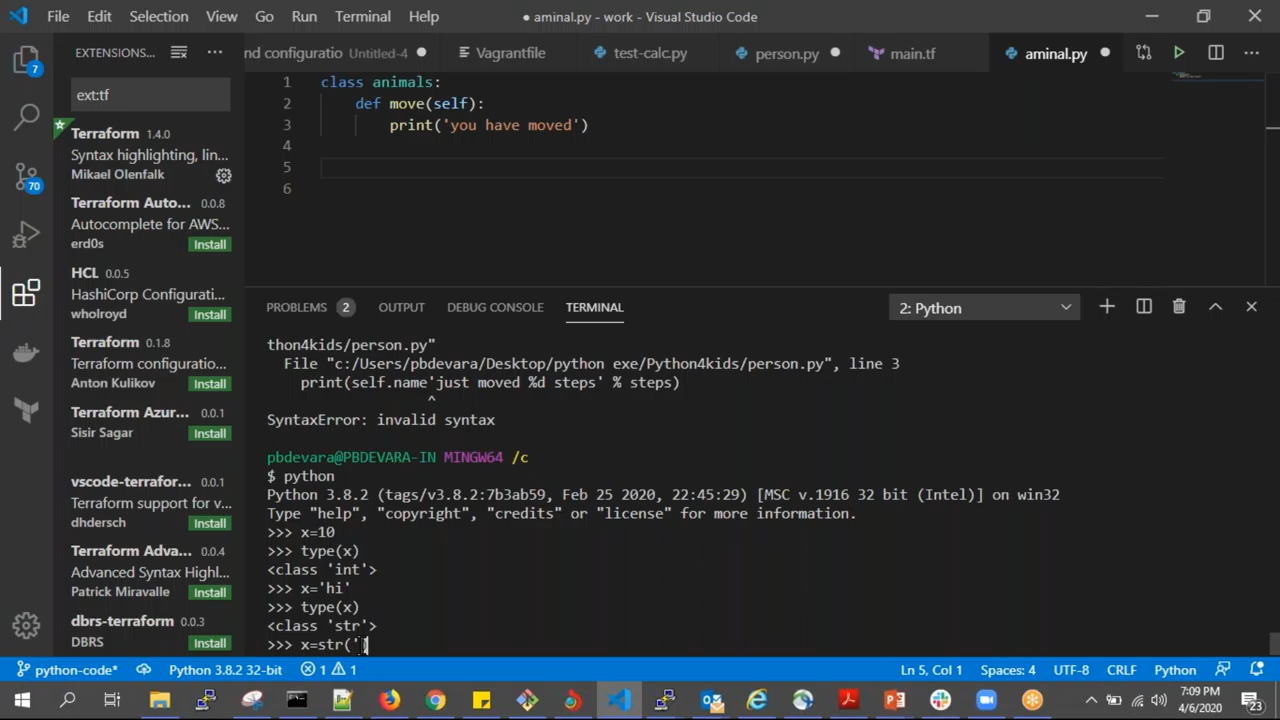 File Edit Selection View Go Run Terminal Help
● aminal.py - work - Visual Studio Code
EXTENSIONS...
nd configuratio Untitled-4
Vagrantfile
test-calc.py
person.py
main.tf
aminal.py
7
ext:tf
Terraform 1.4.0
Syntax highlighting, lin...
Mikael Olenfalk
Terraform Auto... 0.0.8
Autocomplete for AWS...
erd0s Install
HCL 0.0.5
HashiCorp Configurati...
wholroyd Install
Terraform 0.1.8
Terraform configuratio...
Anton Kulikov Install
Terraform Azur... 0.0.1
Sisir Sagar Install
vscode-terrafor... 0.0.1
Terraform support for v...
dhdersch Install
Terraform Adva... 0.0.4
Advanced Syntax Highl...
Patrick Miravalle Install
dbrs-terraform 0.0.3
DBRS Install
70
1 class animals:
2 def move(self):
3 print('you have moved')
4
5
6
PROBLEMS 2 OUTPUT DEBUG CONSOLE TERMINAL
2: Python
thon4kids/person.py"
File "c:/Users/pbdevara/Desktop/python exe/Python4kids/person.py", line 3
print(self.name'just moved %d steps' % steps)
^
SyntaxError: invalid syntax
pbdevara@PBDEVARA-IN MINGW64 /c
$ python
Python 3.8.2 (tags/v3.8.2:7b3ab59, Feb 25 2020, 22:45:29) [MSC v.1916 32 bit (Intel)] on win32
Type "help", "copyright", "credits" or "license" for more information.
>>> x=10
>>> type(x)
<class 'int'>
>>> x='hi'
>>> type(x)
<class 'str'>
>>> x=str('
python-code* Python 3.8.2 32-bit 1 1
Ln 5, Col 1 Spaces: 4 UTF-8 CRLF Python
7:09 PM
4/6/2020
23